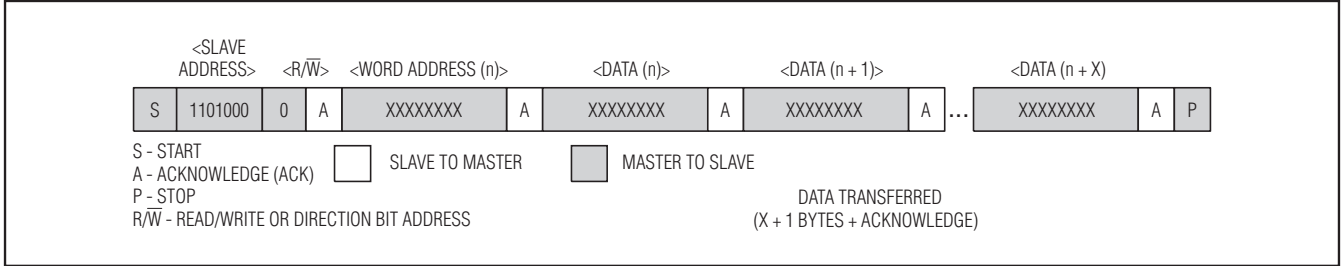 <SLAVE
ADDRESS> <R/W̅> <WORD ADDRESS (n)> <DATA (n)> <DATA (n + 1)> <DATA (n + X)
S 1101000 0 A XXXXXXXX A XXXXXXXX A XXXXXXXX A ... XXXXXXXX A P
S - START
A - ACKNOWLEDGE (ACK) SLAVE TO MASTER MASTER TO SLAVE
P - STOP DATA TRANSFERRED
R/W̅ - READ/WRITE OR DIRECTION BIT ADDRESS (X + 1 BYTES + ACKNOWLEDGE)